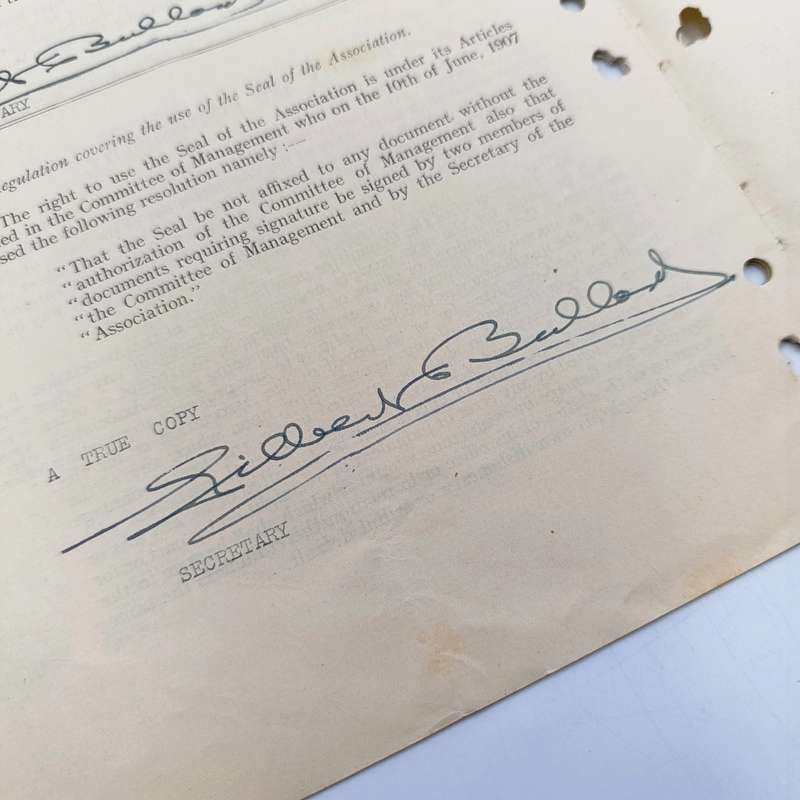 Bullard
ARY
egulation covering the use of the Seal of the Association.
The right to use the Seal of the Association is under its Articles
ed in the Committee of Management who on the 10th of June, 1907
sed the following resolution namely :—
“That the Seal be not affixed to any document without the
“authorization of the Committee of Management also that
“documents requiring signature be signed by two members of
“the Committee of Management and by the Secretary of the
“Association.”
A TRUE COPY
Gilbert C Bullard
SECRETARY